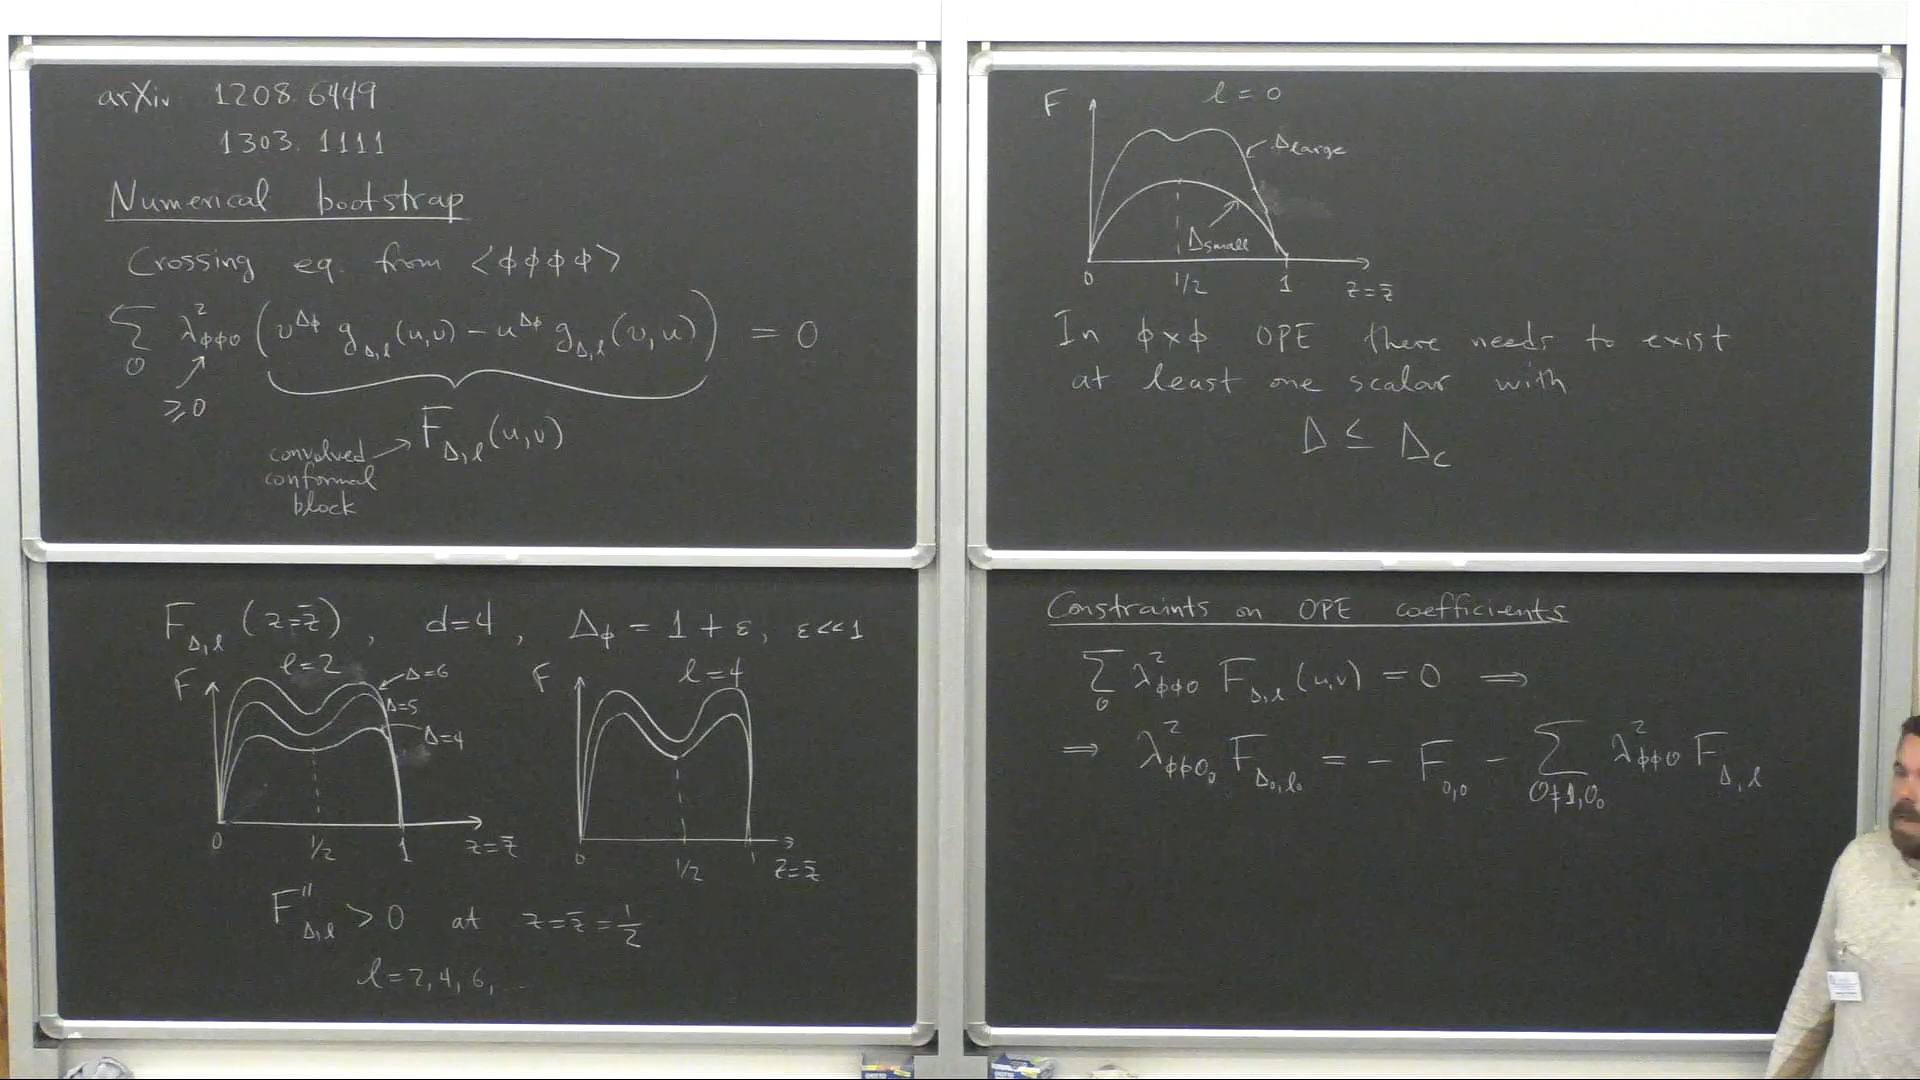 arXiv 1208.6449
1303.1111
Numerical bootstrap
Crossing eq. from <ϕϕϕϕ>
∑_O λ²_ϕϕO (v^Δϕ g_Δ,ℓ(u,v) - u^Δϕ g_Δ,ℓ(v,u)) = 0
≥0
F_Δ,ℓ(u,v)
convolved
conformal
block
F_Δ,ℓ (z=z̄), d=4, Δϕ = 1+ε, ε<<1
F ℓ=2 Δ=6
Δ=5
Δ=4
0 1/2 1 z=z̄
F ℓ=4
0 1/2 1 z=z̄
F''_Δ,ℓ > 0 at z=z̄=1/2
ℓ=2,4,6,...
F ℓ=0
Δlarge
Δsmall
0 1/2 1 z=z̄
In ϕxϕ OPE there needs to exist
at least one scalar with
Δ ≤ Δ_c
Constraints on OPE coefficients
∑_O λ²_ϕϕO F_Δ,ℓ(u,v) = 0 ⇒
⇒ λ²_ϕϕO₀ F_Δ₀,ℓ₀ = - F_0,0 - ∑_O≠1,O₀ λ²_ϕϕO F_Δ,ℓ